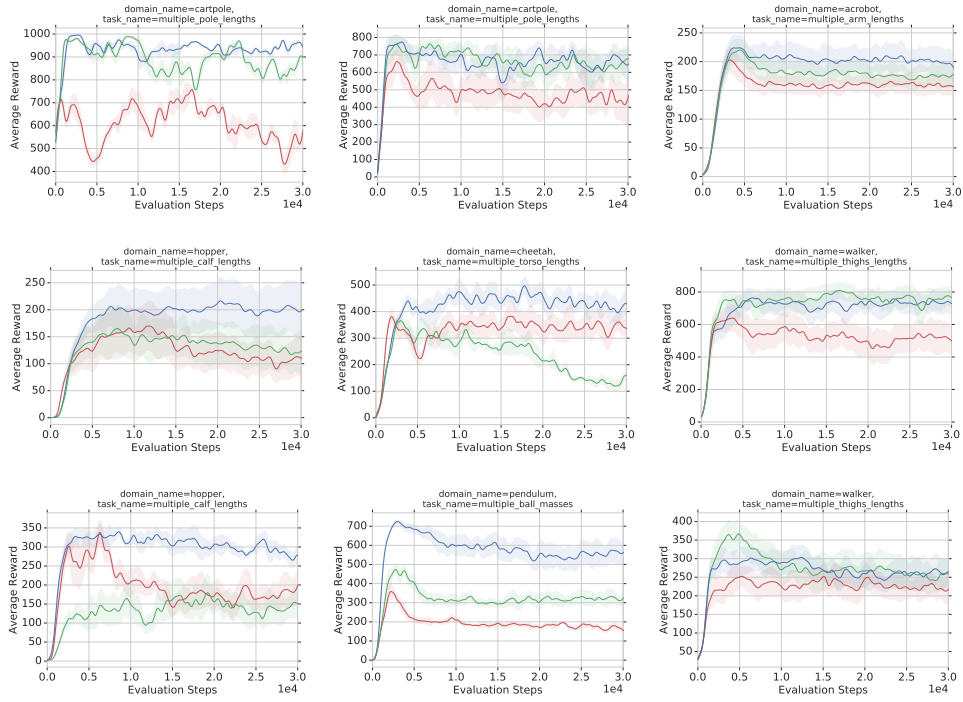 domain_name=cartpole,
task_name=multiple_pole_lengths
1000
900
800
700
600
500
400
Average Reward
0.0 0.5 1.0 1.5 2.0 2.5 3.0
Evaluation Steps
1e4
domain_name=cartpole,
task_name=multiple_pole_lengths
800
700
600
500
400
300
200
100
0
Average Reward
0.0 0.5 1.0 1.5 2.0 2.5 3.0
Evaluation Steps
1e4
domain_name=acrobot,
task_name=multiple_arm_lengths
250
200
150
100
50
0
Average Reward
0.0 0.5 1.0 1.5 2.0 2.5 3.0
Evaluation Steps
1e4
domain_name=hopper,
task_name=multiple_calf_lengths
250
200
150
100
50
0
Average Reward
0.0 0.5 1.0 1.5 2.0 2.5 3.0
Evaluation Steps
1e4
domain_name=cheetah,
task_name=multiple_torso_lengths
500
400
300
200
100
0
Average Reward
0.0 0.5 1.0 1.5 2.0 2.5 3.0
Evaluation Steps
1e4
domain_name=walker,
task_name=multiple_thighs_lengths
800
600
400
200
0
Average Reward
0.0 0.5 1.0 1.5 2.0 2.5 3.0
Evaluation Steps
1e4
domain_name=hopper,
task_name=multiple_calf_lengths
350
300
250
200
150
100
50
0
Average Reward
0.0 0.5 1.0 1.5 2.0 2.5 3.0
Evaluation Steps
1e4
domain_name=pendulum,
task_name=multiple_ball_masses
700
600
500
400
300
200
100
0
Average Reward
0.0 0.5 1.0 1.5 2.0 2.5 3.0
Evaluation Steps
1e4
domain_name=walker,
task_name=multiple_thighs_lengths
400
350
300
250
200
150
100
50
Average Reward
0.0 0.5 1.0 1.5 2.0 2.5 3.0
Evaluation Steps
1e4